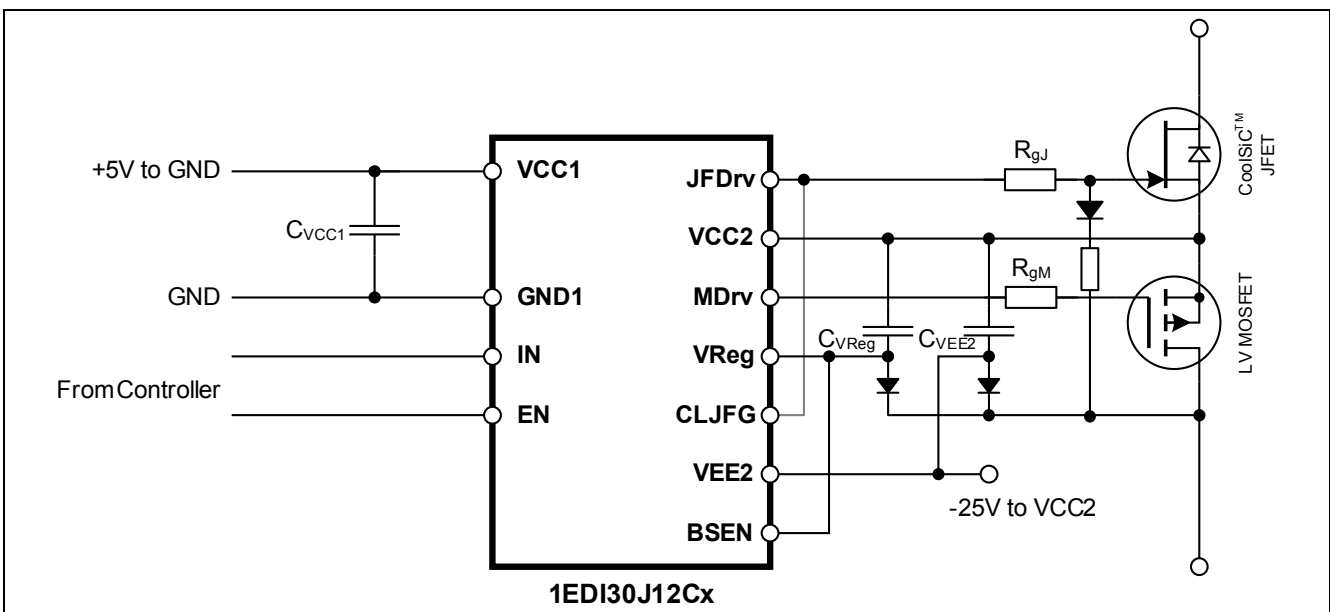 +5V to GND
CVCC1
GND
From Controller
VCC1
GND1
IN
EN
JFDrv
VCC2
MDrv
VReg
CLJFG
VEE2
BSEN
1EDI30J12Cx
RgJ
RgM
CVReg
CVEE2
-25V to VCC2
CoolSiC™
JFET
LV MOSFET